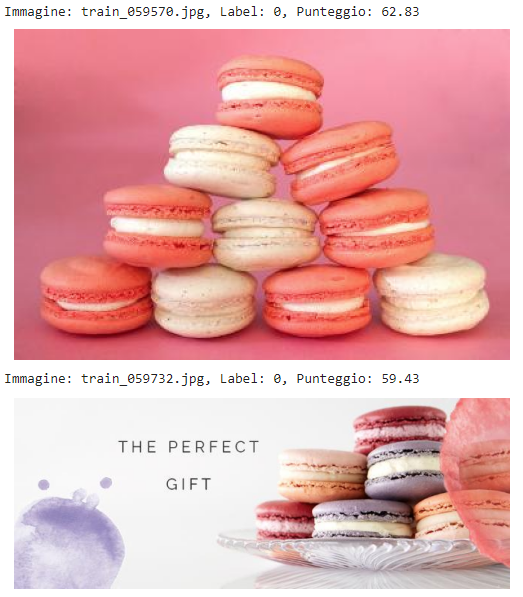 Immagine: train_059570.jpg, Label: 0, Punteggio: 62.83
Immagine: train_059732.jpg, Label: 0, Punteggio: 59.43
THE PERFECT
GIFT